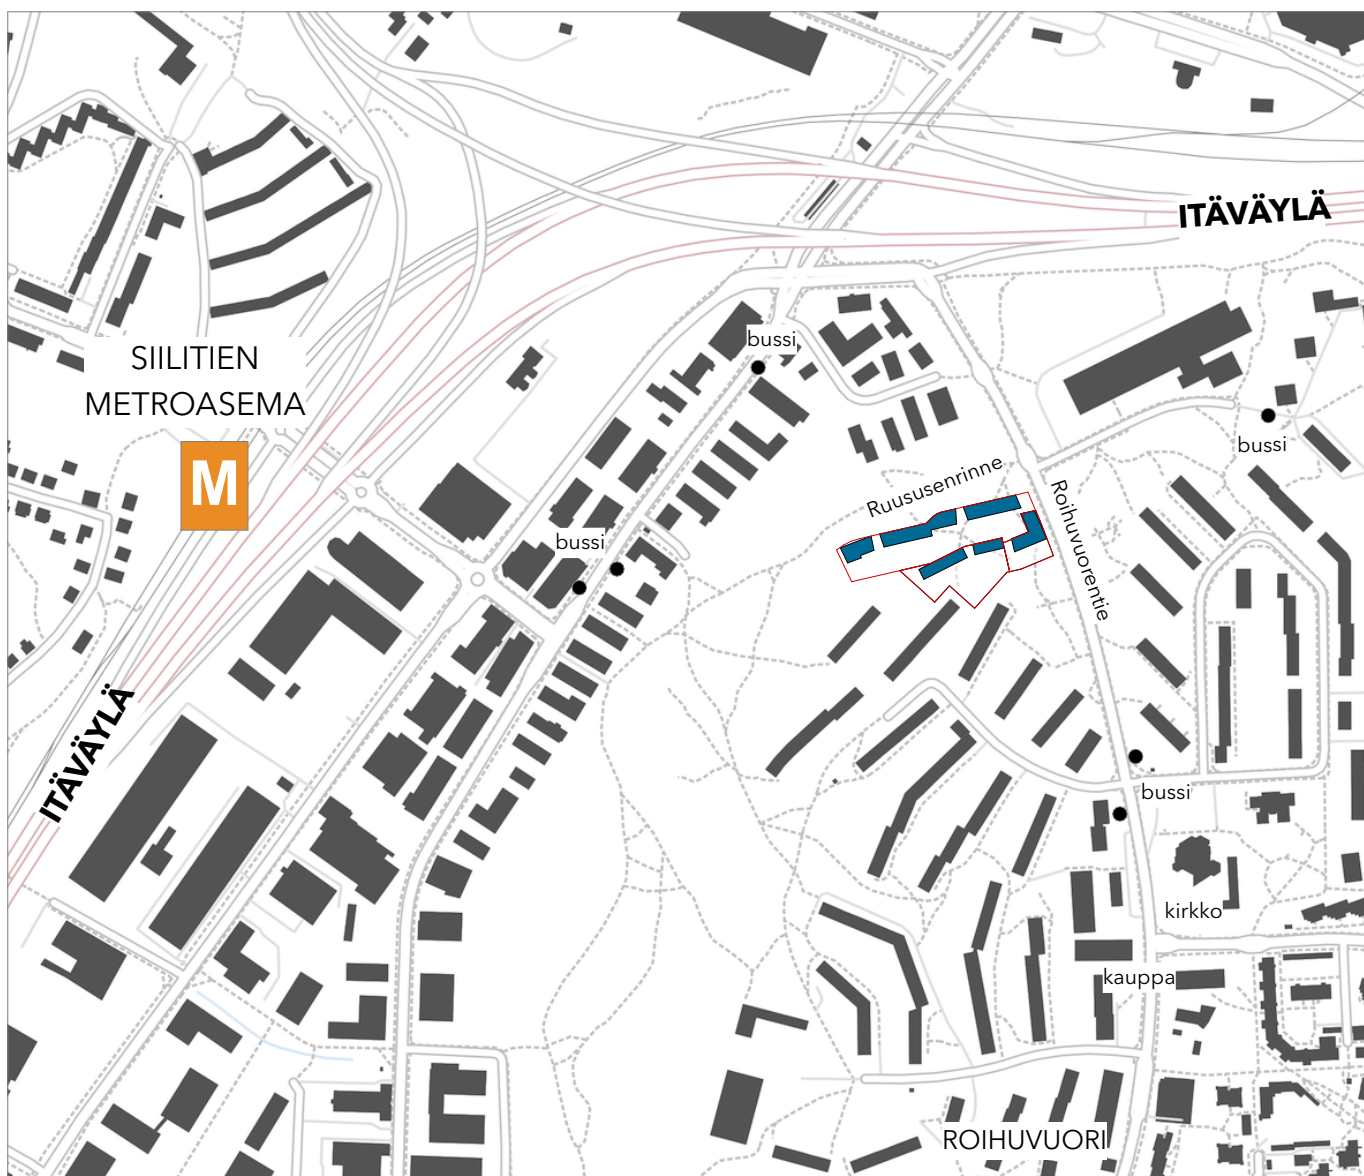 ITÄVÄYLÄ
SIILITIEN
METROASEMA
M
bussi
bussi
Ruususenrinne
Roihuvuorentie
bussi
ITÄVÄYLÄ
bussi
kirkko
kauppa
ROIHUVUORI